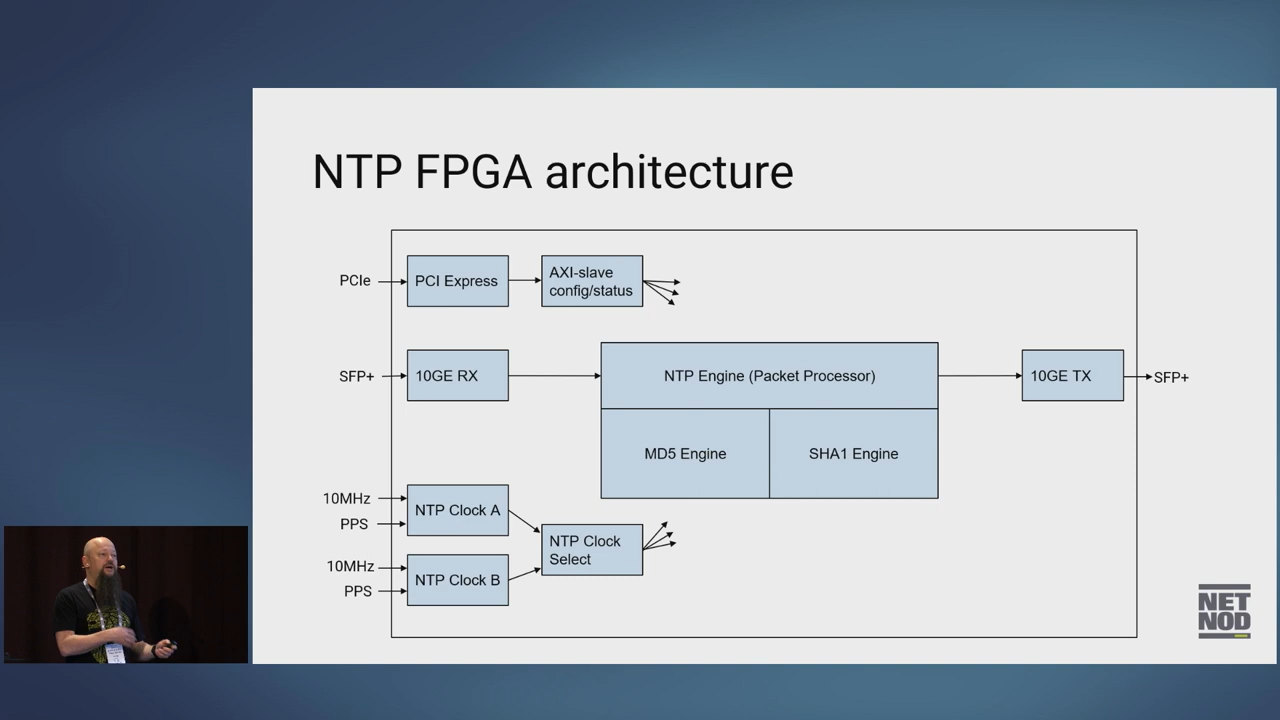 NTP FPGA architecture
PCIe
PCI Express
AXI-slave
config/status
SFP+
10GE RX
NTP Engine (Packet Processor)
10GE TX
SFP+
MD5 Engine
SHA1 Engine
10MHz
PPS
NTP Clock A
NTP Clock
Select
10MHz
PPS
NTP Clock B
NET
NOD